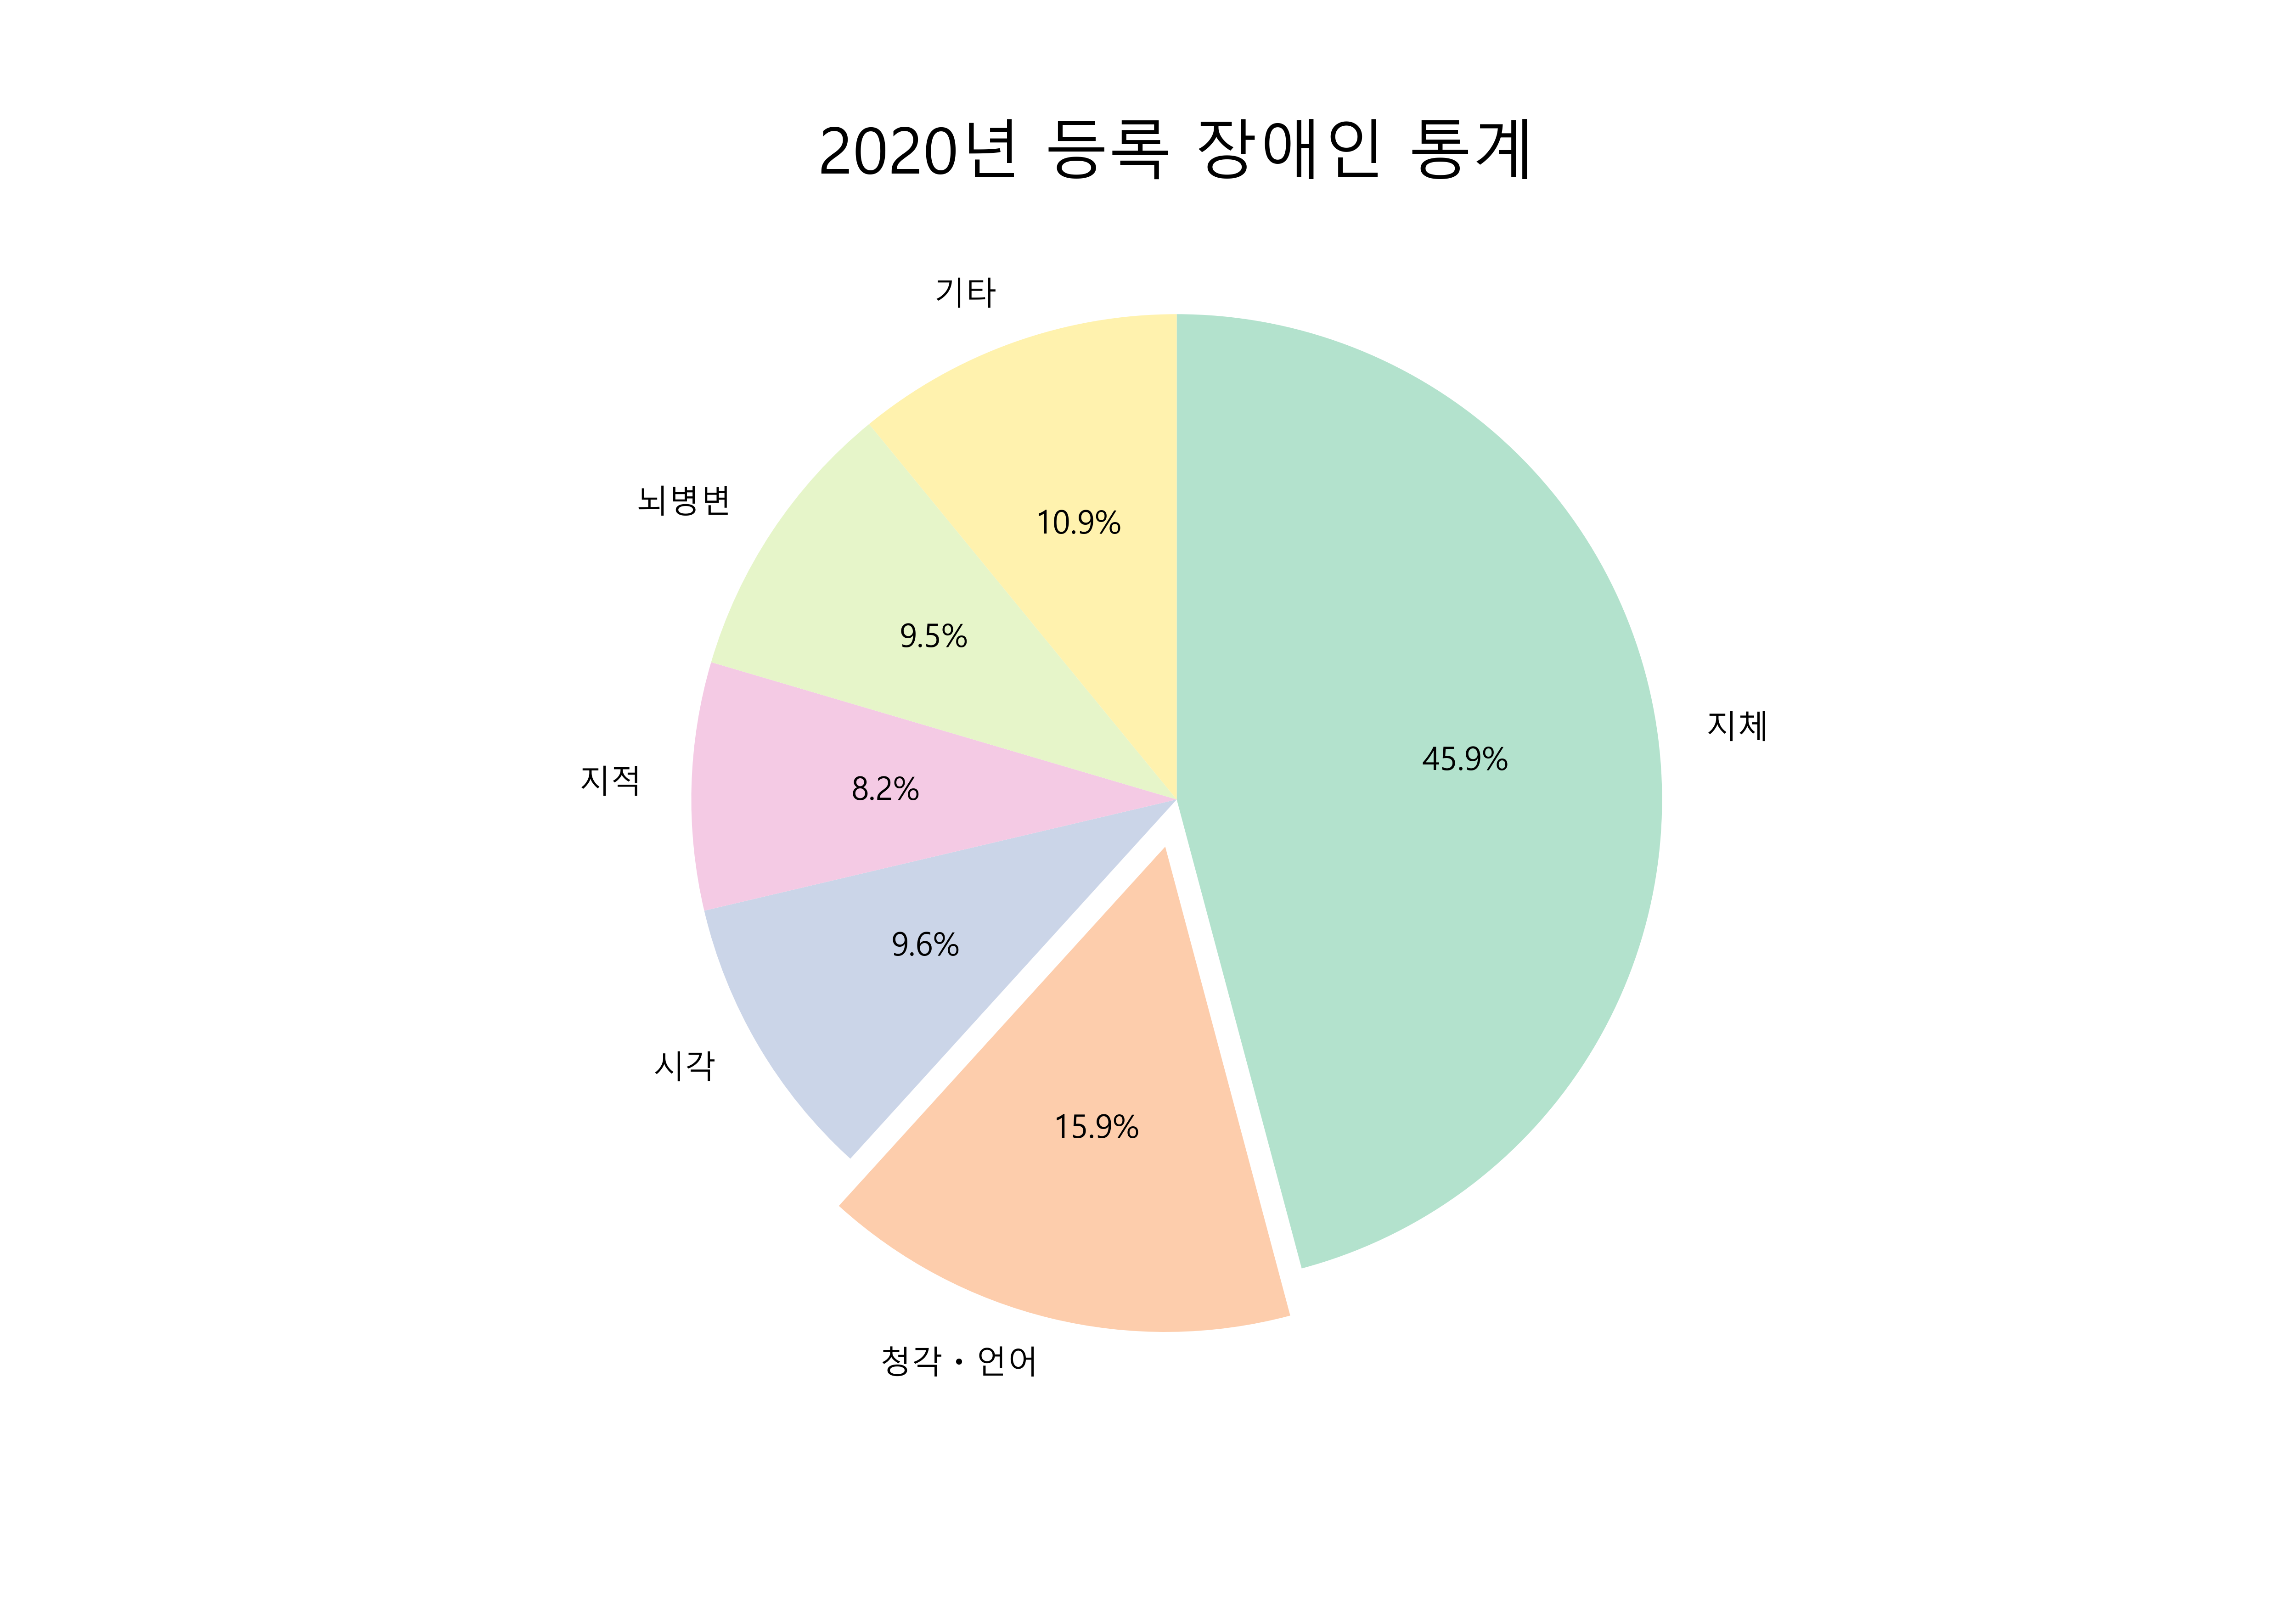 2020년 등록 장애인 통계
기타
뇌병변
10.9%
9.5%
지체
45.9%
지적
8.2%
9.6%
시각
15.9%
청각・언어